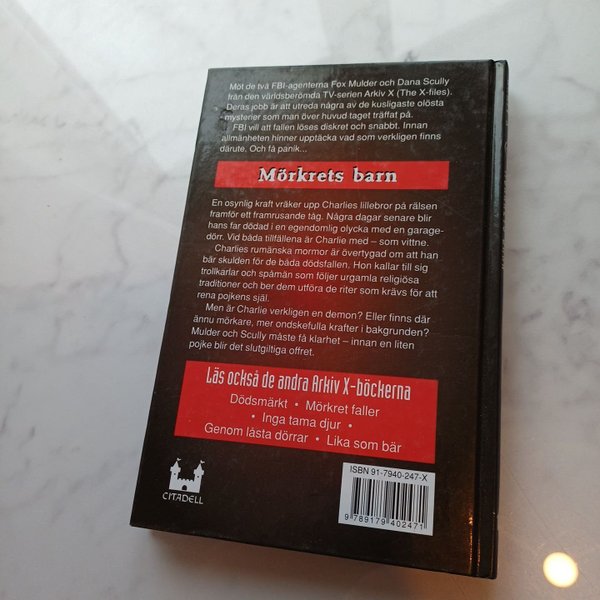 Möt de två FBI-agenterna Fox Mulder och Dana Scully
från den världsberömda TV-serien Arkiv X (The X-files).
Deras jobb är att utreda några av de kusligaste olösta
mysterier som man över huvud taget träffat på.
FBI vill att fallen löses diskret och snabbt. Innan
allmänheten hinner upptäcka vad som verkligen finns
därute. Och få panik...
Mörkrets barn
En osynlig kraft vräker upp Charlies lillebror på rälsen
framför ett framrusande tåg. Några dagar senare blir
hans far dödad i en egendomlig olycka med en garage-
dörr. Vid båda tillfällena är Charlie med – som vittne.
Charlies rumänska mormor är övertygad om att han
bär skulden för de båda dödsfallen. Hon kallar till sig
trollkarlar och spåmän som följer urgamla religiösa
traditioner och ber dem utföra de riter som krävs för att
rena pojkens själ.
Men är Charlie verkligen en demon? Eller finns där
ännu mörkare, mer ondskefulla krafter i bakgrunden?
Mulder och Scully måste få klarhet – innan en liten
pojke blir det slutgiltiga offret.
Läs också de andra Arkiv X-böckerna
Dödsmärkt • Mörkret faller
• Inga tama djur •
Genom låsta dörrar • Lika som bär
CITADELL
ISBN 91-7940-247-X
9 789179 402471